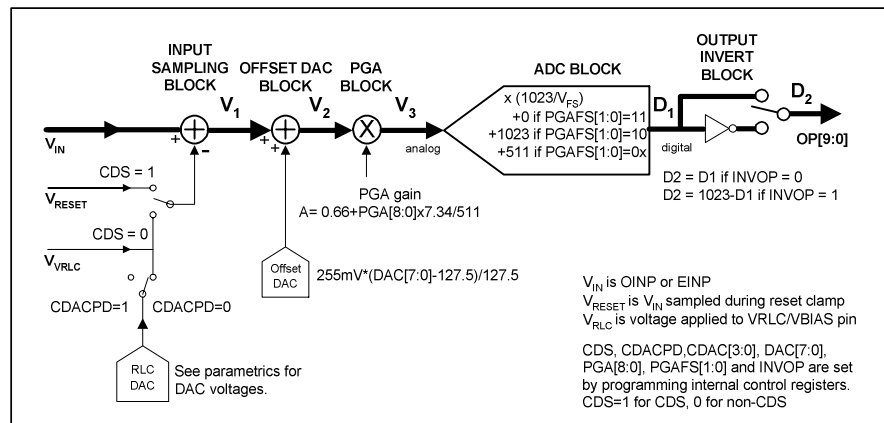 INPUT
SAMPLING
BLOCK
OFFSET DAC
BLOCK
PGA
BLOCK
ADC BLOCK
OUTPUT
INVERT
BLOCK
V1
V2
V3
x (1023/VFS)
+0 if PGAFS[1:0]=11
+1023 if PGAFS[1:0]=10
+511 if PGAFS[1:0]=0x
D1
D2
VIN
+
+
-
+
+
+
X
analog
digital
OP[9:0]
CDS = 1
VRESET
CDS = 0
VVRLC
PGA gain
A= 0.66+PGA[8:0]x7.34/511
D2 = D1 if INVOP = 0
D2 = 1023-D1 if INVOP = 1
Offset
DAC
255mV*(DAC[7:0]-127.5)/127.5
CDACPD=1
CDACPD=0
RLC
DAC
See parametrics for
DAC voltages.
VIN is OINP or EINP
VRESET is VIN sampled during reset clamp
VRLC is voltage applied to VRLC/VBIAS pin
CDS, CDACPD,CDAC[3:0], DAC[7:0],
PGA[8:0], PGAFS[1:0] and INVOP are set
by programming internal control registers.
CDS=1 for CDS, 0 for non-CDS